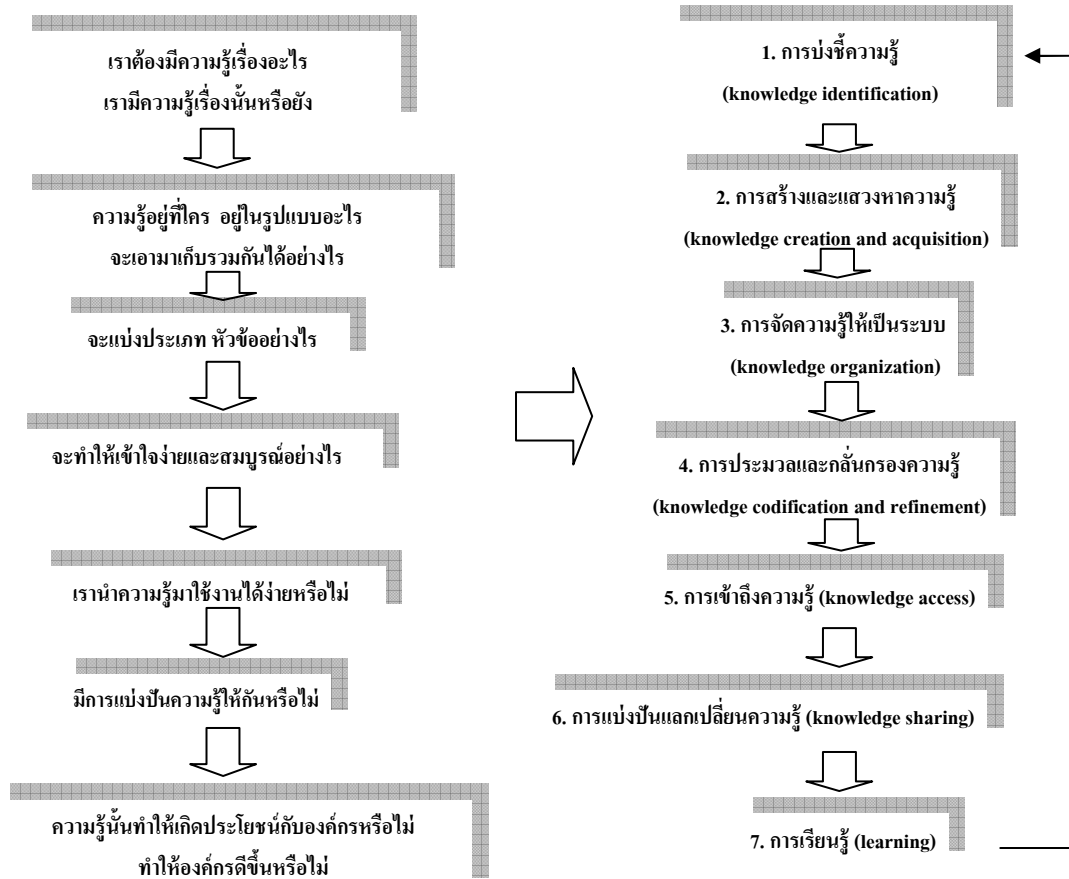 เราต้องมีความรู้เรื่องอะไร
เรามีความรู้เรื่องนั้นหรือยัง
ความรู้อยู่ที่ใคร อยู่ในรูปแบบอะไร
จะเอามาเก็บรวมกันได้อย่างไร
จะแบ่งประเภท หัวข้ออย่างไร
จะทำให้เข้าใจง่ายและสมบูรณ์อย่างไร
เรานำความรู้มาใช้งานได้ง่ายหรือไม่
มีการแบ่งปันความรู้ให้กันหรือไม่
ความรู้นั้นทำให้เกิดประโยชน์กับองค์กรหรือไม่
ทำให้องค์กรดีขึ้นหรือไม่
1. การบ่งชี้ความรู้
(knowledge identification)
2. การสร้างและแสวงหาความรู้
(knowledge creation and acquisition)
3. การจัดความรู้ให้เป็นระบบ
(knowledge organization)
4. การประมวลและกลั่นกรองความรู้
(knowledge codification and refinement)
5. การเข้าถึงความรู้ (knowledge access)
6. การแบ่งปันแลกเปลี่ยนความรู้ (knowledge sharing)
7. การเรียนรู้ (learning)